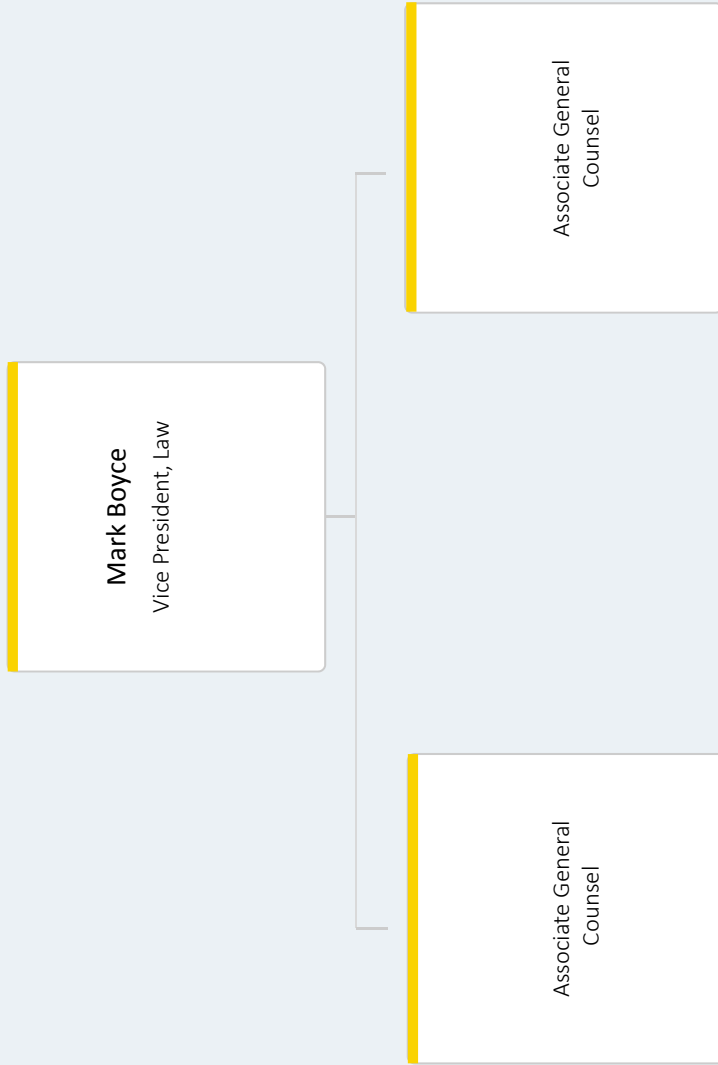 Mark Boyce
Vice President, Law
Associate General
Counsel
Associate General
Counsel